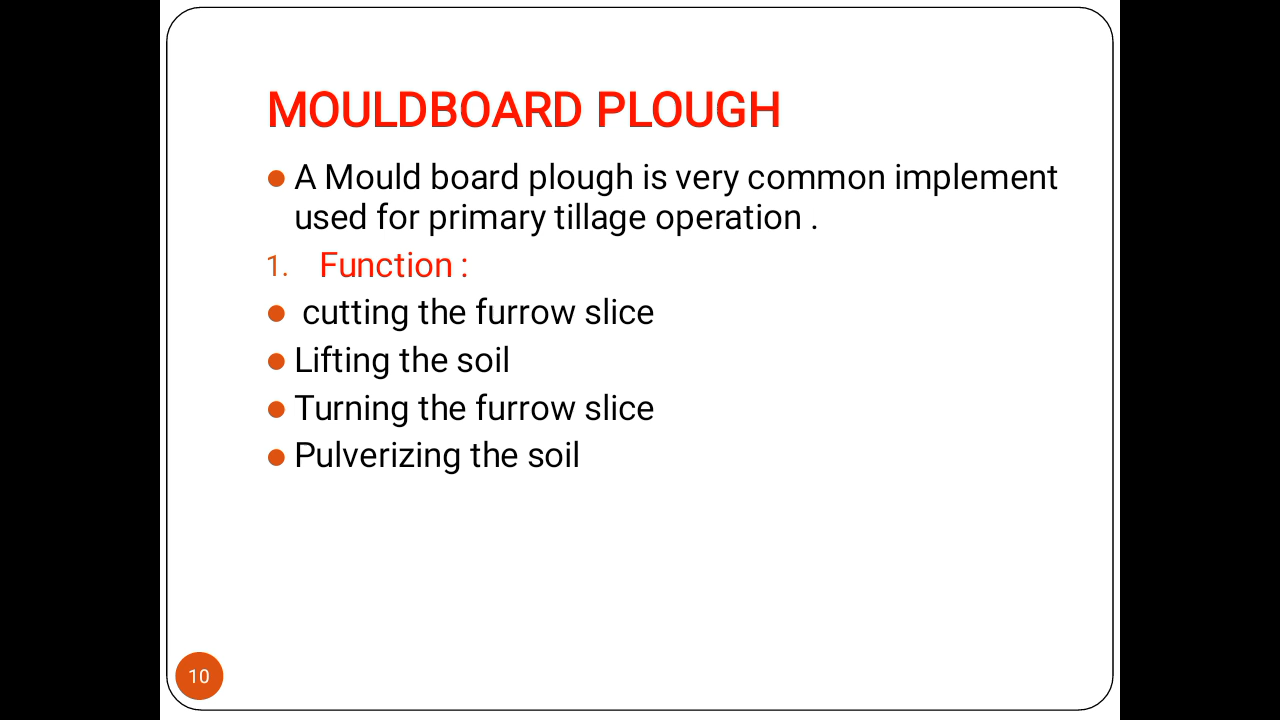 MOULDBOARD PLOUGH
● A Mould board plough is very common implement
used for primary tillage operation .
1. Function :
● cutting the furrow slice
● Lifting the soil
● Turning the furrow slice
● Pulverizing the soil
10